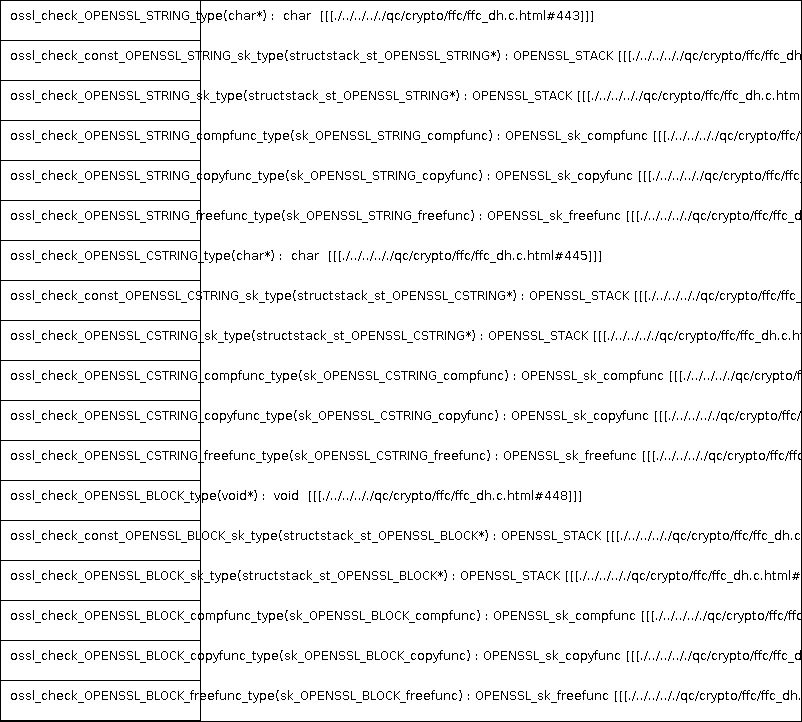 ossl_check_OPENSSL_STRING_type(char*) : char [[[./../../../qc/crypto/ffc/ffc_dh.c.html#443]]]
ossl_check_const_OPENSSL_STRING_sk_type(structstack_st_OPENSSL_STRING*) : OPENSSL_STACK [[[./../../../qc/crypto/ffc/ffc_dh
ossl_check_OPENSSL_STRING_sk_type(structstack_st_OPENSSL_STRING*) : OPENSSL_STACK [[[./../../../qc/crypto/ffc/ffc_dh.c.htm
ossl_check_OPENSSL_STRING_compfunc_type(sk_OPENSSL_STRING_compfunc) : OPENSSL_sk_compfunc [[[./../../../qc/crypto/ffc/
ossl_check_OPENSSL_STRING_copyfunc_type(sk_OPENSSL_STRING_copyfunc) : OPENSSL_sk_copyfunc [[[./../../../qc/crypto/ffc/ffc_
ossl_check_OPENSSL_STRING_freefunc_type(sk_OPENSSL_STRING_freefunc) : OPENSSL_sk_freefunc [[[./../../../qc/crypto/ffc/ffc_d
ossl_check_OPENSSL_CSTRING_type(char*) : char [[[./../../../qc/crypto/ffc/ffc_dh.c.html#445]]]
ossl_check_const_OPENSSL_CSTRING_sk_type(structstack_st_OPENSSL_CSTRING*) : OPENSSL_STACK [[[./../../../qc/crypto/ffc/ffc_
ossl_check_OPENSSL_CSTRING_sk_type(structstack_st_OPENSSL_CSTRING*) : OPENSSL_STACK [[[./../../../qc/crypto/ffc/ffc_dh.c.h
ossl_check_OPENSSL_CSTRING_compfunc_type(sk_OPENSSL_CSTRING_compfunc) : OPENSSL_sk_compfunc [[[./../../../qc/crypto/f
ossl_check_OPENSSL_CSTRING_copyfunc_type(sk_OPENSSL_CSTRING_copyfunc) : OPENSSL_sk_copyfunc [[[./../../../qc/crypto/ffc/
ossl_check_OPENSSL_CSTRING_freefunc_type(sk_OPENSSL_CSTRING_freefunc) : OPENSSL_sk_freefunc [[[./../../../qc/crypto/ffc/ffc
ossl_check_OPENSSL_BLOCK_type(void*) : void [[[./../../../qc/crypto/ffc/ffc_dh.c.html#448]]]
ossl_check_const_OPENSSL_BLOCK_sk_type(structstack_st_OPENSSL_BLOCK*) : OPENSSL_STACK [[[./../../../qc/crypto/ffc/ffc_dh.c
ossl_check_OPENSSL_BLOCK_sk_type(structstack_st_OPENSSL_BLOCK*) : OPENSSL_STACK [[[./../../../qc/crypto/ffc/ffc_dh.c.html#
ossl_check_OPENSSL_BLOCK_compfunc_type(sk_OPENSSL_BLOCK_compfunc) : OPENSSL_sk_compfunc [[[./../../../qc/crypto/ffc/ffc
ossl_check_OPENSSL_BLOCK_copyfunc_type(sk_OPENSSL_BLOCK_copyfunc) : OPENSSL_sk_copyfunc [[[./../../../qc/crypto/ffc/ffc_d
ossl_check_OPENSSL_BLOCK_freefunc_type(sk_OPENSSL_BLOCK_freefunc) : OPENSSL_sk_freefunc [[[./../../../qc/crypto/ffc/ffc_dh.